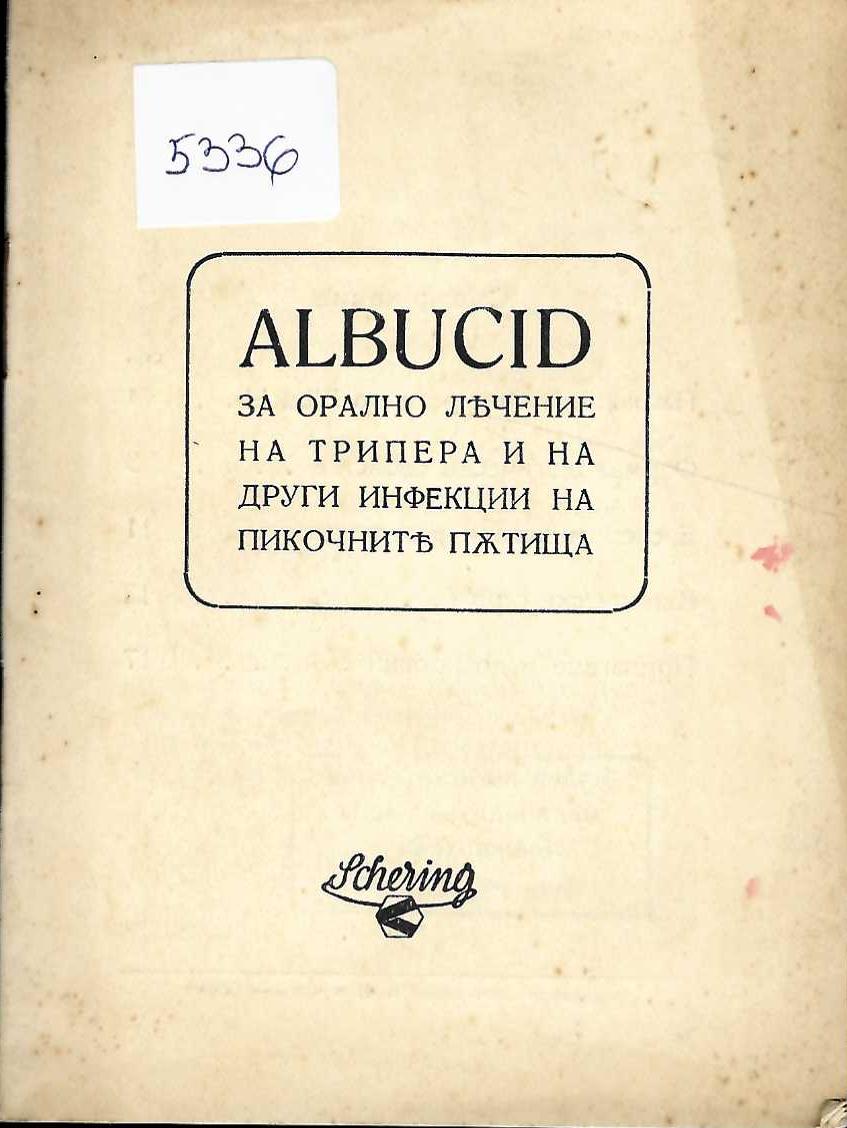 5336
ALBUCID
ЗА ОРАЛНО ЛѢЧЕНИЕ
НА ТРИПЕРА И НА
ДРУГИ ИНФЕКЦИИ НА
ПИКОЧНИТѢ ПѪТИЩА
Schering